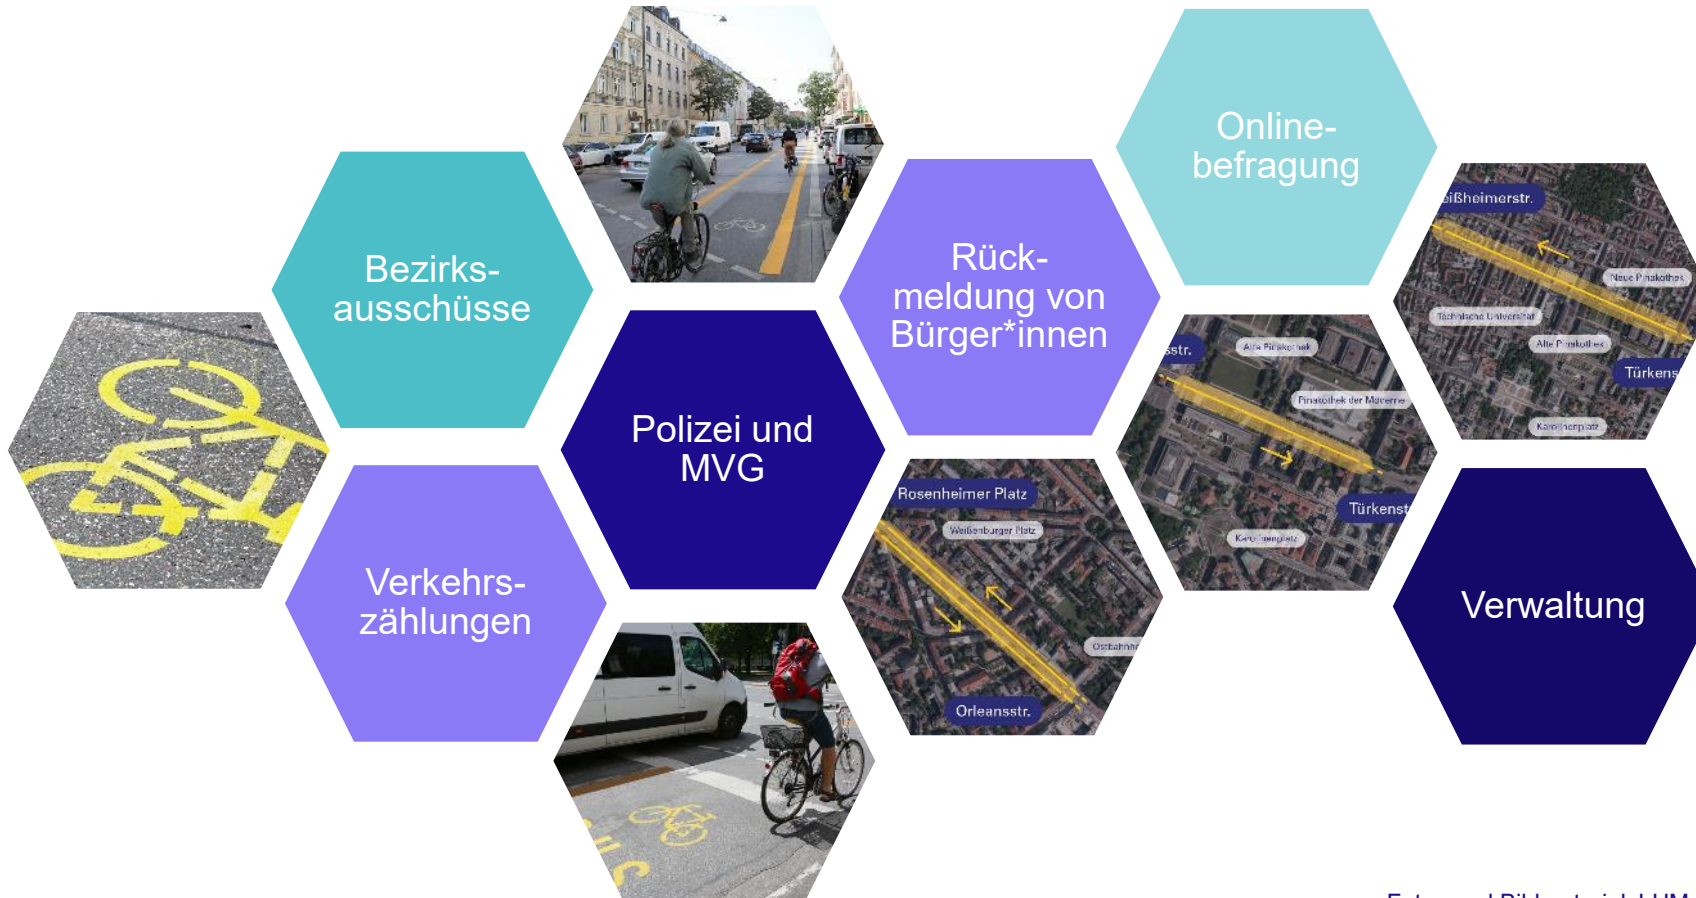 Online-
befragung
Bezirks-
ausschüsse
Rück-
meldung von
Bürger*innen
eißheimerstr.
Neue Pinakothek
Technische Universität
Alte Pinakothek
Türkens
Karolinenplatz
sstr.
Alte Pinakothek
Pinakothek der Moderne
Türkenst
Karolinenplatz
Polizei und
MVG
Rosenheimer Platz
Weißenburger Platz
Ostbahnho
Orleansstr.
Verkehrs-
zählungen
Verwaltung